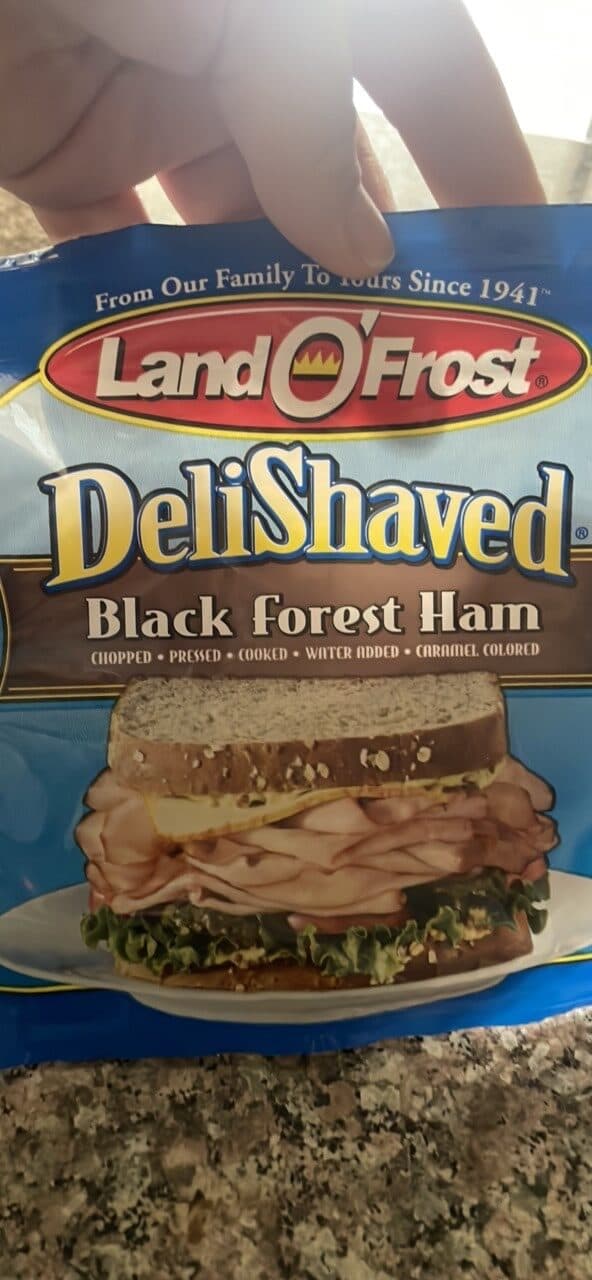 From Our Family To Yours Since 1941™
Land O'Frost®
DeliShaved®
Black Forest Ham
CHOPPED • PRESSED • COOKED • WATER ADDED • CARAMEL COLORED